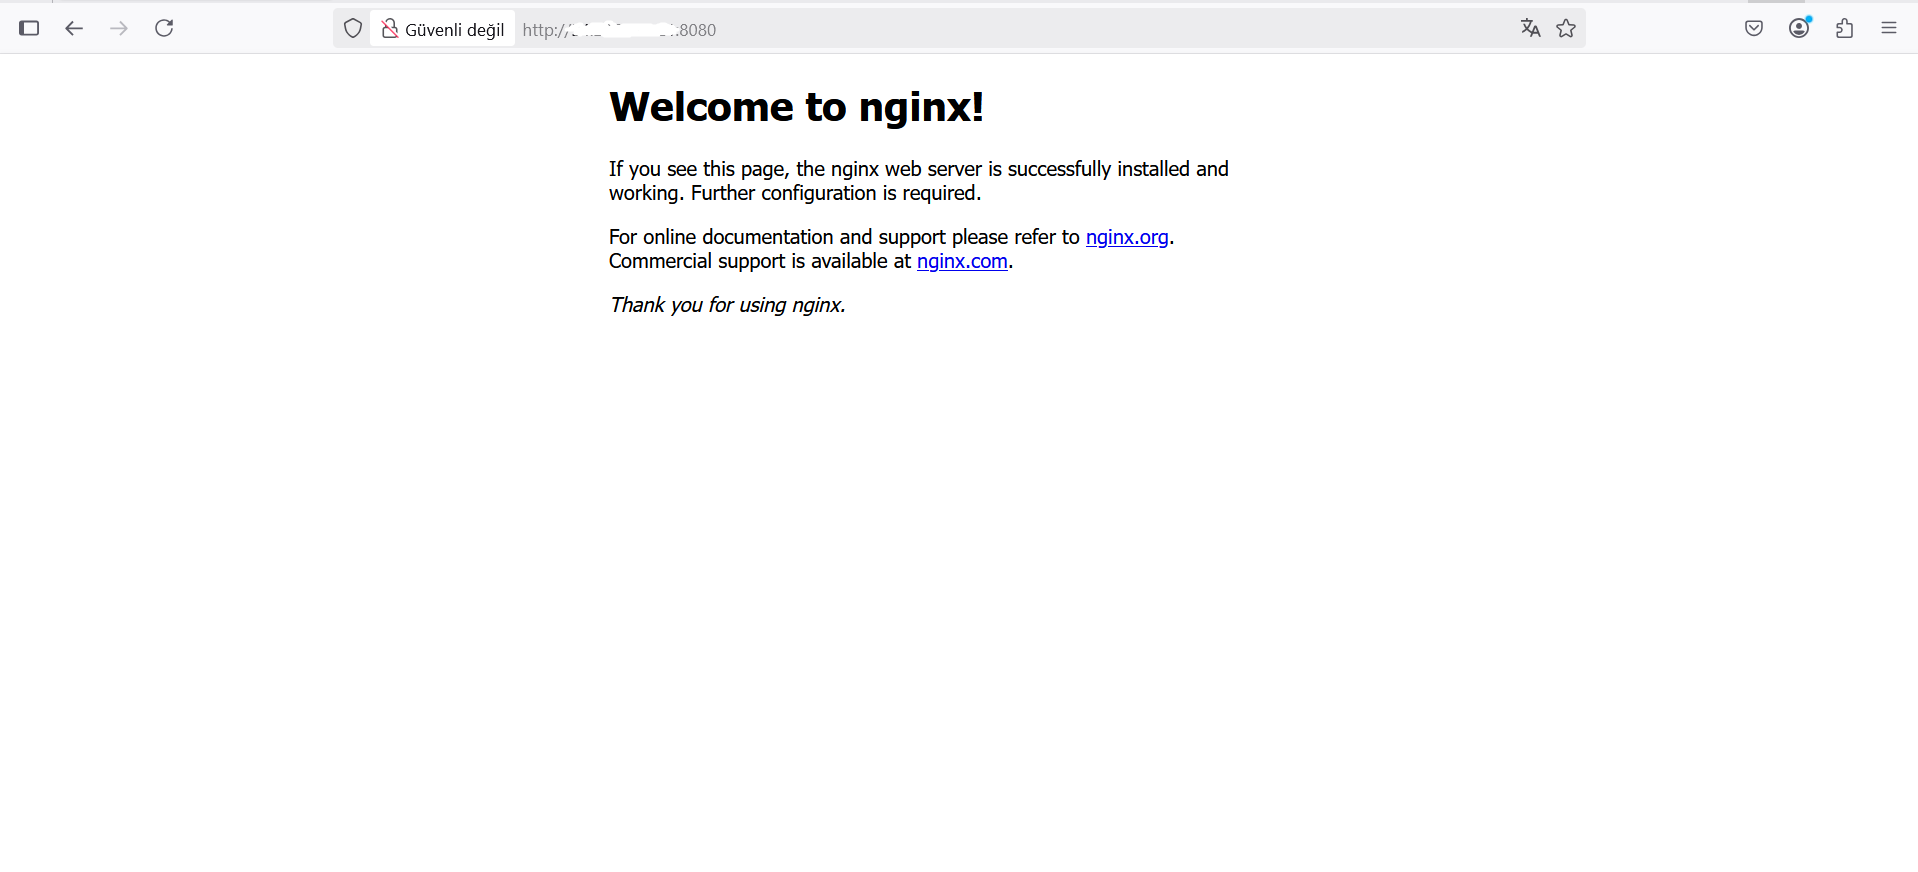 Güvenli değil http:// :8080
Welcome to nginx!
If you see this page, the nginx web server is successfully installed and
working. Further configuration is required.
For online documentation and support please refer to nginx.org.
Commercial support is available at nginx.com.
Thank you for using nginx.